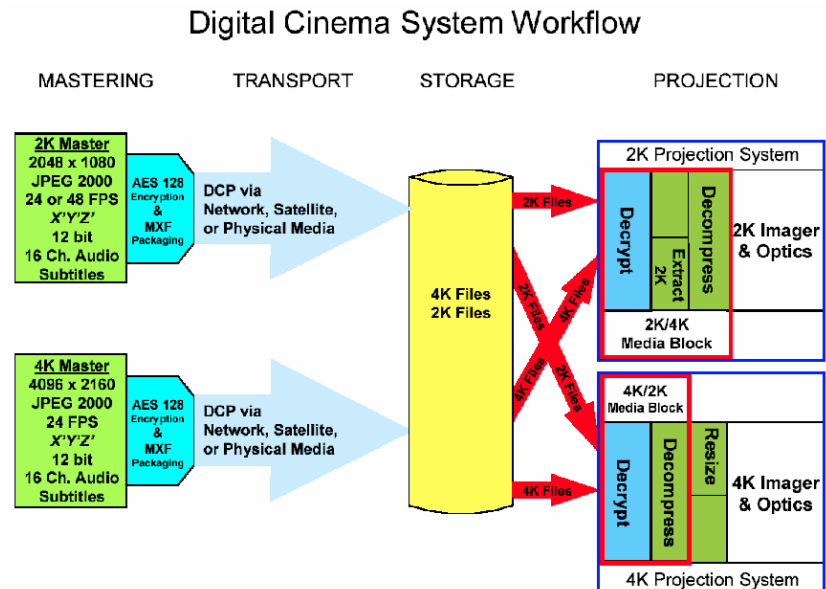 Digital Cinema System Workflow
MASTERING
TRANSPORT
STORAGE
PROJECTION
2K Master
2048 x 1080
JPEG 2000
24 or 48 FPS
X'Y'Z'
12 bit
16 Ch. Audio
Subtitles
AES 128
Encryption
&
MXF
Packaging
DCP via
Network, Satellite,
or Physical Media
4K Master
4096 x 2160
JPEG 2000
24 FPS
X'Y'Z'
12 bit
16 Ch. Audio
Subtitles
AES 128
Encryption
&
MXF
Packaging
DCP via
Network, Satellite,
or Physical Media
4K Files
2K Files
2K Files
2K Files
4K Files
4K Files
2K Files
4K Files
2K Projection System
Decrypt
Extract
2K
Decompress
2K Imager
& Optics
2K/4K
Media Block
4K/2K
Media Block
Decrypt
Decompress
Resize
4K Imager
& Optics
4K Projection System